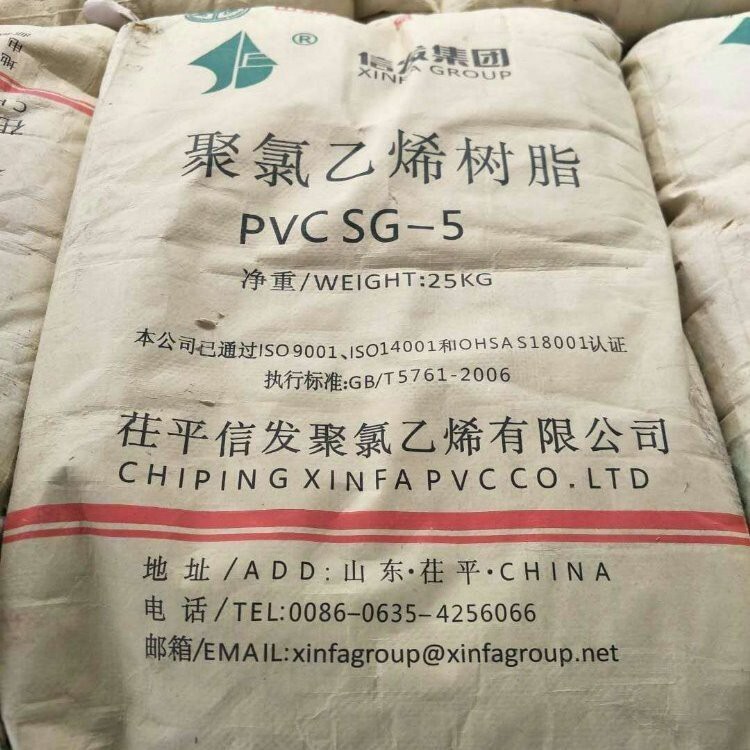 ® 信发集团
XINFA GROUP
聚氯乙烯树脂
PVC SG-5
净重/WEIGHT:25KG
本公司已通过ISO9001、ISO14001和OHSAS18001认证
执行标准:GB/T5761-2006
茌平信发聚氯乙烯有限公司
CHIPING XINFA PVC CO.LTD
地址/ADD:山东·茌平·CHINA
电话/TEL:0086-0635-4256066
邮箱/EMAIL:xinfagroup@xinfagroup.net